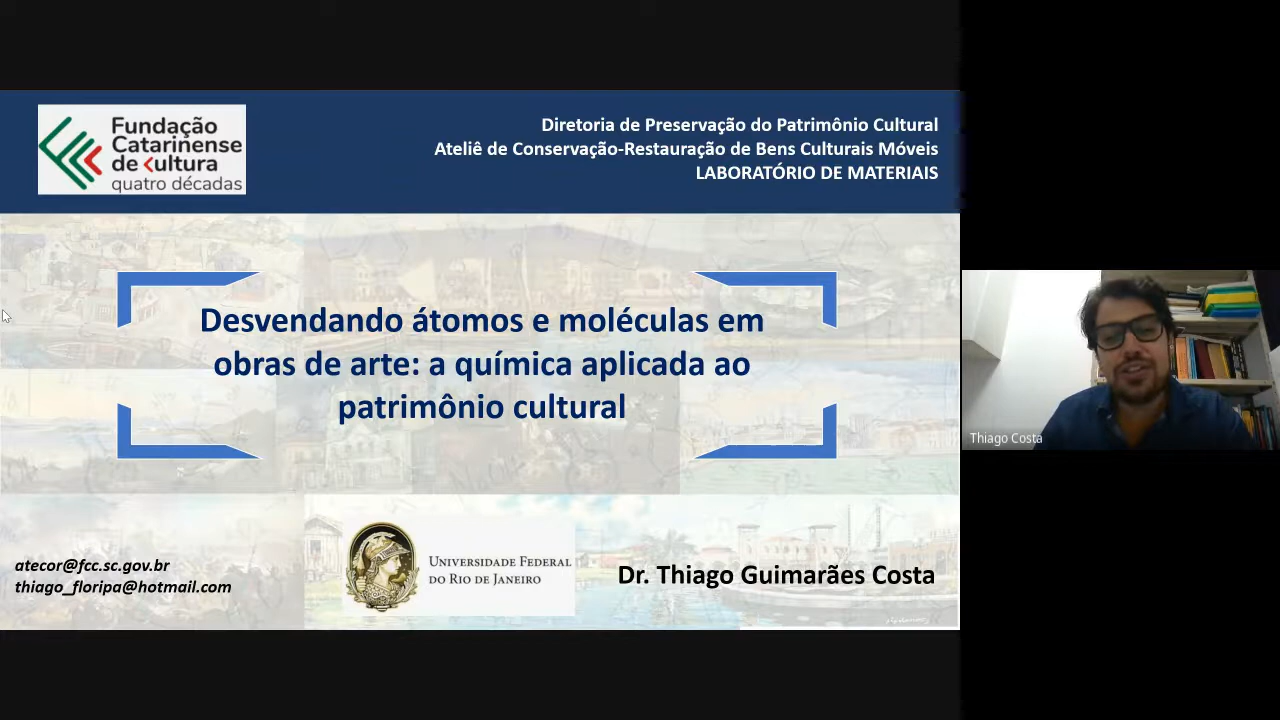 Fundação
Catarinense
de Cultura
quatro décadas
Diretoria de Preservação do Patrimônio Cultural
Ateliê de Conservação-Restauração de Bens Culturais Móveis
LABORATÓRIO DE MATERIAIS
Desvendando átomos e moléculas em
obras de arte: a química aplicada ao
patrimônio cultural
Thiago Costa
UNIVERSIDADE FEDERAL
DO RIO DE JANEIRO
atecor@fcc.sc.gov.br
thiago_floripa@hotmail.com
Dr. Thiago Guimarães Costa